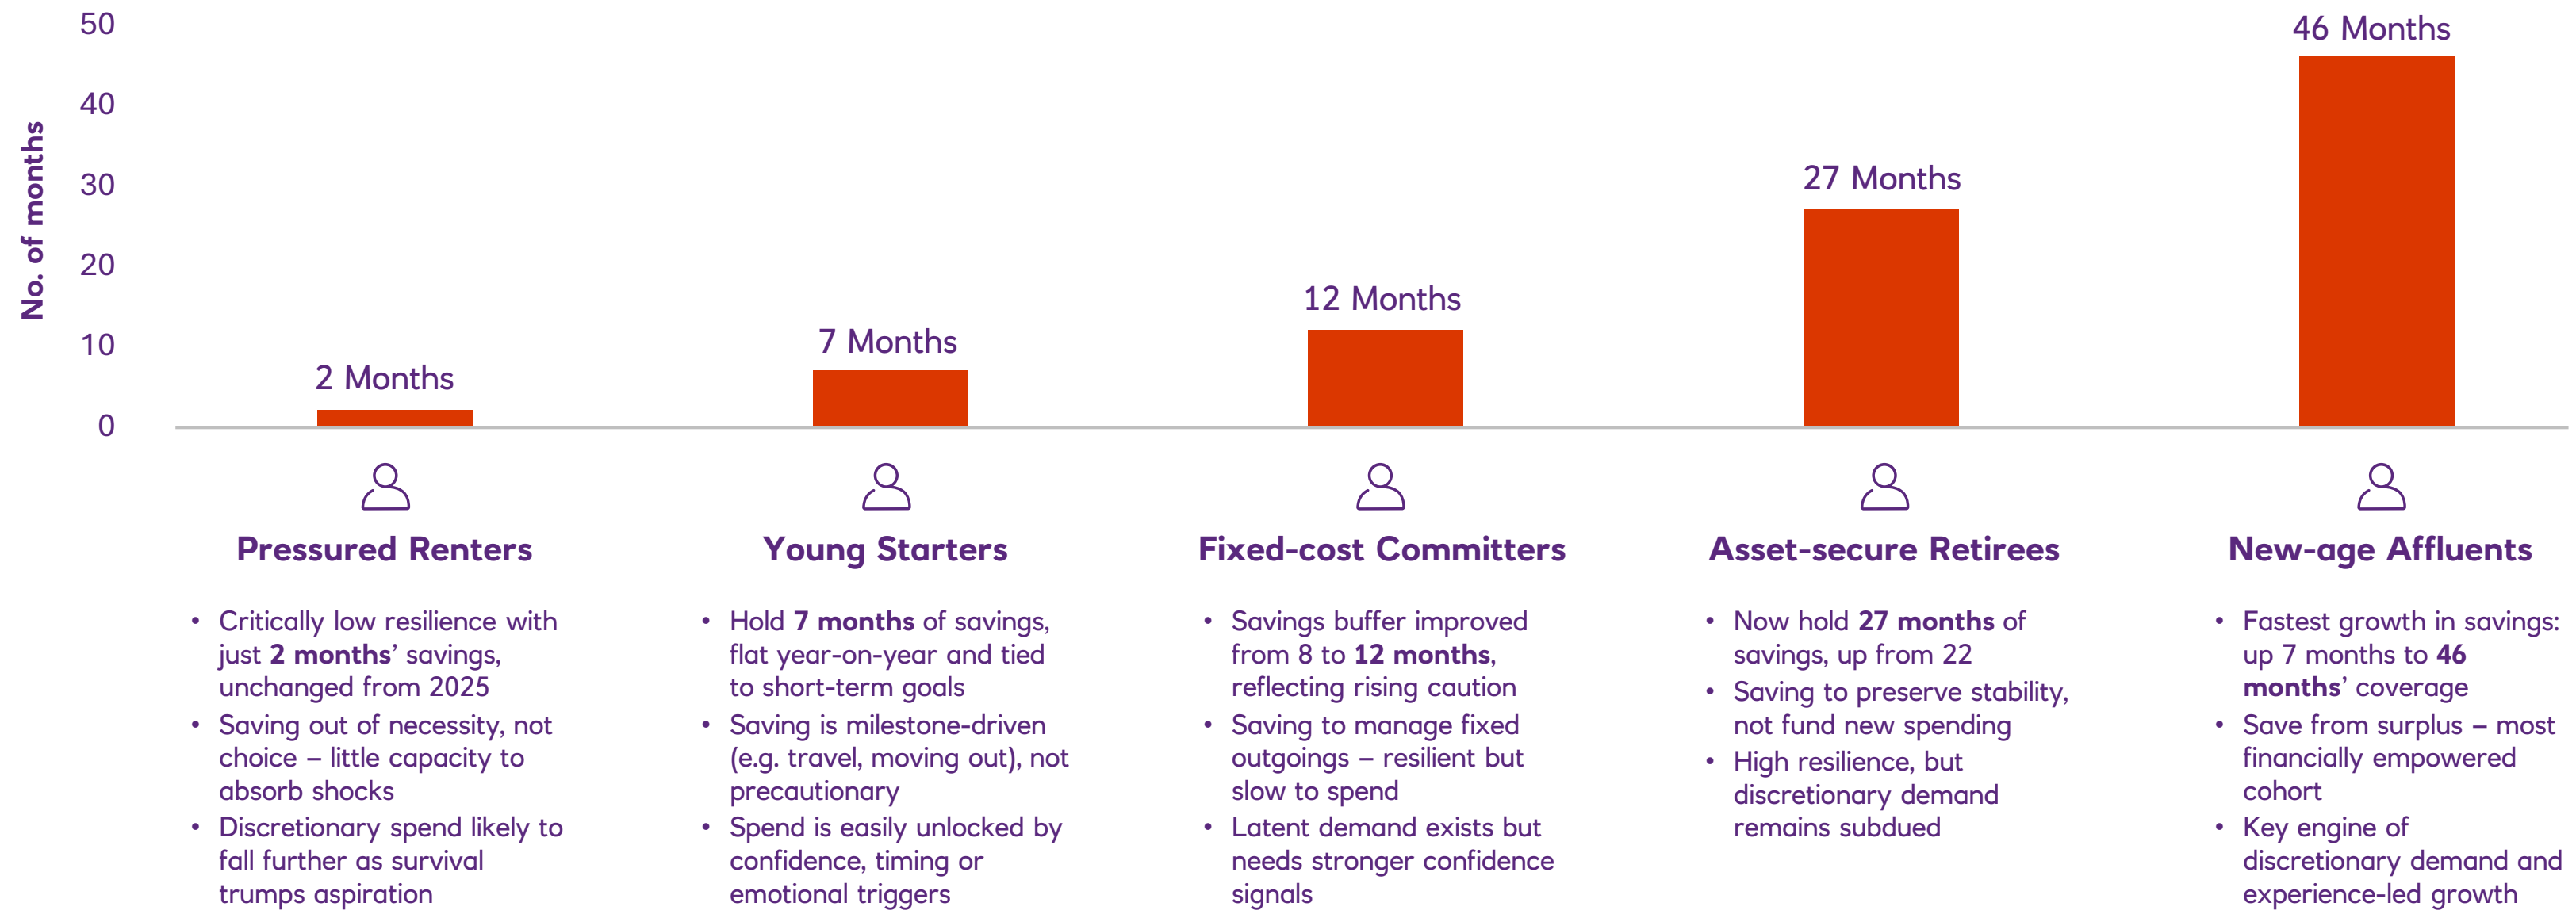 50
40
30
20
10
0
No. of months
2 Months
7 Months
12 Months
27 Months
46 Months
Pressured Renters
• Critically low resilience with
just 2 months’ savings,
unchanged from 2025
• Saving out of necessity, not
choice – little capacity to
absorb shocks
• Discretionary spend likely to
fall further as survival
trumps aspiration
Young Starters
• Hold 7 months of savings,
flat year-on-year and tied
to short-term goals
• Saving is milestone-driven
(e.g. travel, moving out), not
precautionary
• Spend is easily unlocked by
confidence, timing or
emotional triggers
Fixed-cost Committers
• Savings buffer improved
from 8 to 12 months,
reflecting rising caution
• Saving to manage fixed
outgoings – resilient but
slow to spend
• Latent demand exists but
needs stronger confidence
signals
Asset-secure Retirees
• Now hold 27 months of
savings, up from 22
• Saving to preserve stability,
not fund new spending
• High resilience, but
discretionary demand
remains subdued
New-age Affluents
• Fastest growth in savings:
up 7 months to 46
months’ coverage
• Save from surplus – most
financially empowered
cohort
• Key engine of
discretionary demand and
experience-led growth